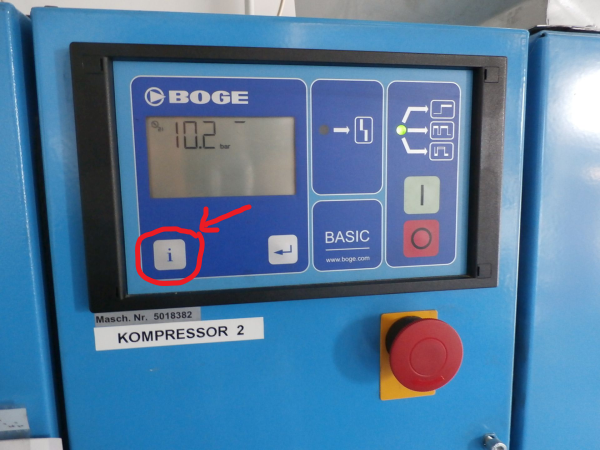 BOGE
10.2 bar
i
I
O
BASIC
www.boge.com
Masch. Nr. 5018382
KOMPRESSOR 2